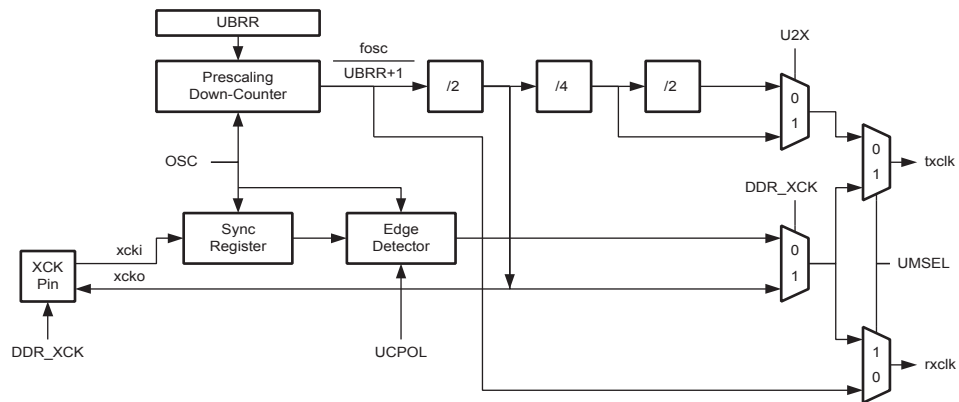 UBRR
fosc
UBRR+1
U2X
Prescaling
Down-Counter
/2
/4
/2
0
1
OSC
0
1
txclk
DDR_XCK
Sync
Register
Edge
Detector
0
1
xcki
XCK
Pin
xcko
UMSEL
DDR_XCK
UCPOL
1
0
rxclk